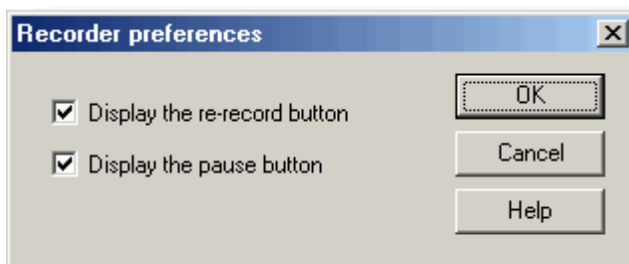 Recorder preferences
Display the re-record button
Display the pause button
OK
Cancel
Help